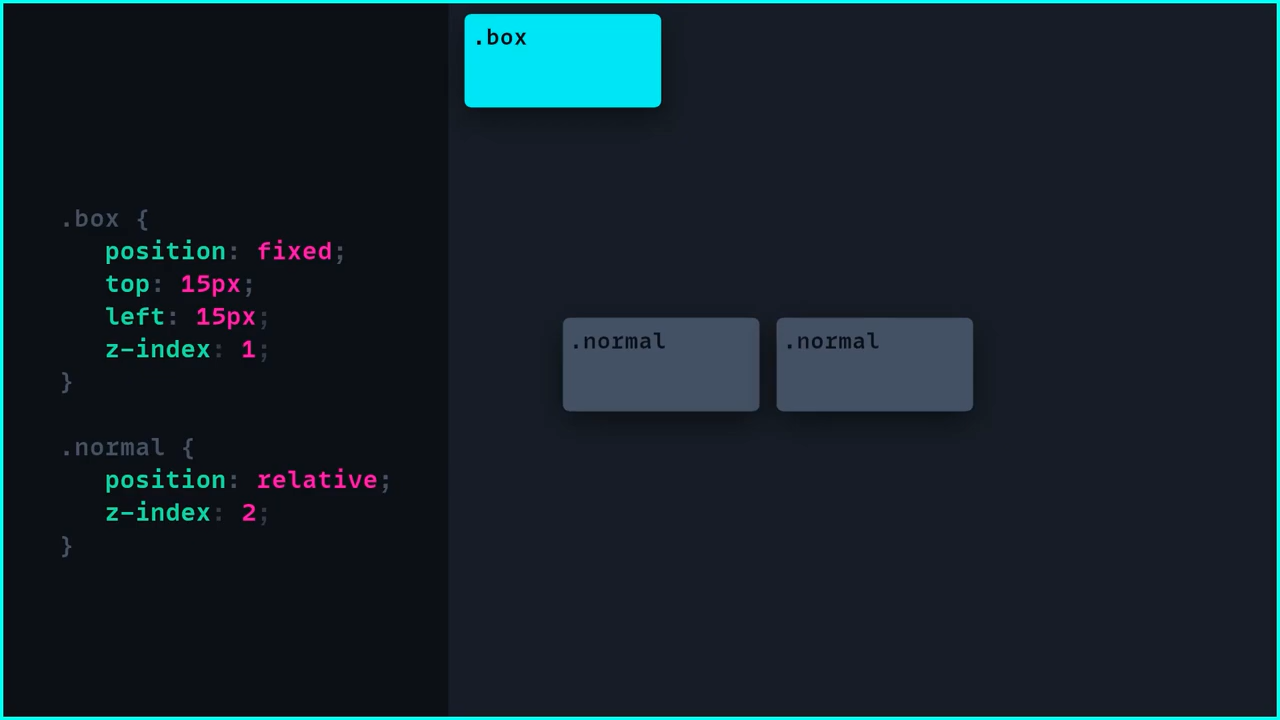 .box
.box {
position: fixed;
top: 15px;
left: 15px;
z-index: 1;
}
.normal {
position: relative;
z-index: 2;
}
.normal
.normal